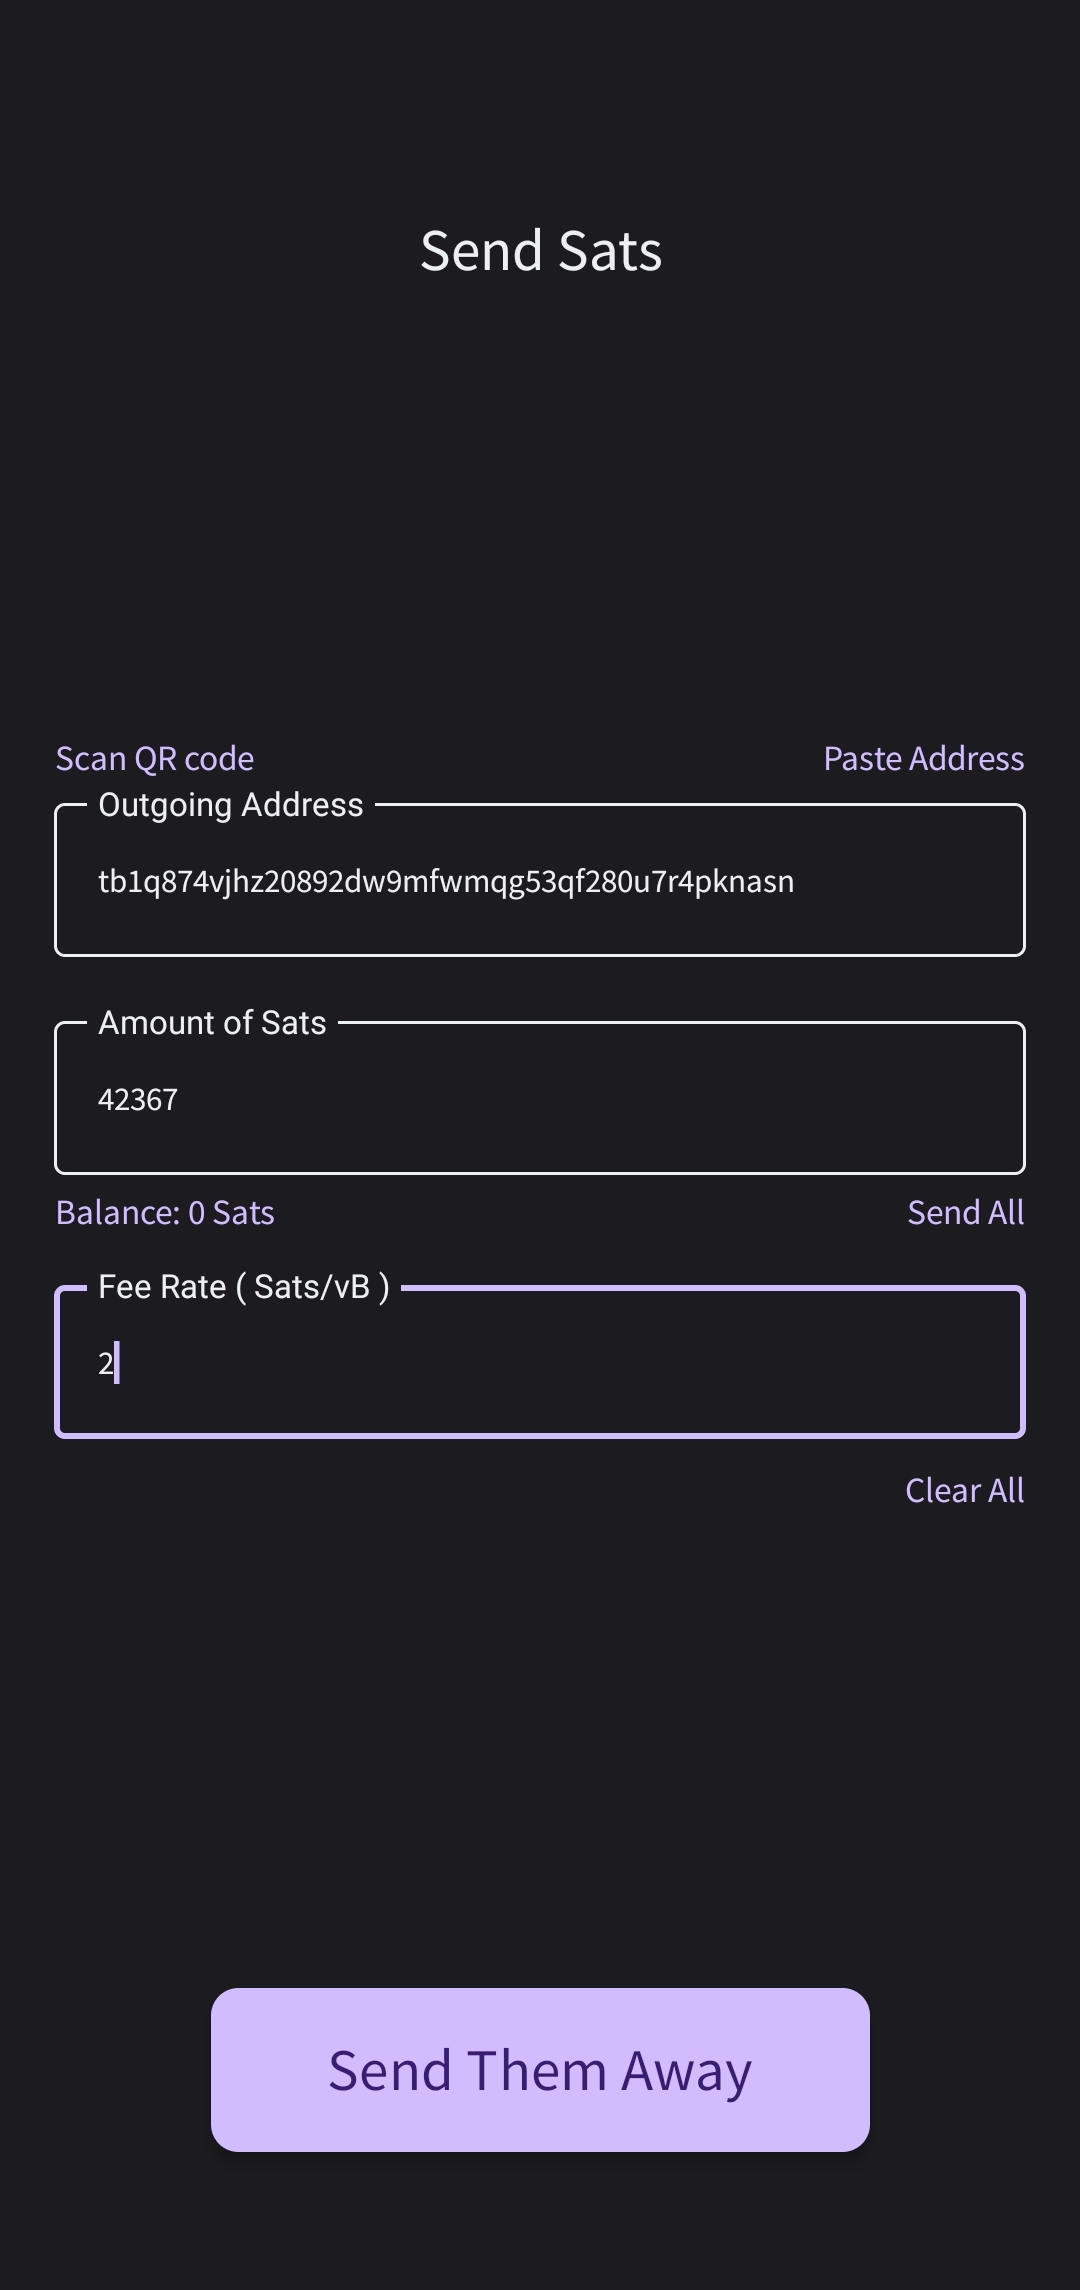 Send Sats
Scan QR code
Paste Address
Outgoing Address
tb1q874vjhz20892dw9mfwmqg53qf280u7r4pknasn
Amount of Sats
42367
Balance: 0 Sats
Send All
Fee Rate ( Sats/vB )
2
Clear All
Send Them Away